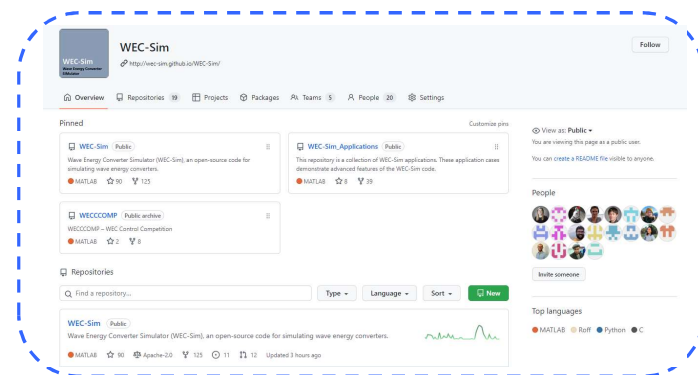 WEC-Sim
Wave Energy Converter
SIMulator
WEC-Sim
http://wec-sim.github.io/WEC-Sim/
Follow
Overview Repositories 19 Projects Packages Teams 5 People 20 Settings
Pinned
Customize pins
WEC-Sim Public
Wave Energy Converter Simulator (WEC-Sim), an open-source code for
simulating wave energy converters.
MATLAB 90 125
WEC-Sim_Applications Public
This repository is a collection of WEC-Sim applications. These application cases
demonstrate advanced features of the WEC-Sim code.
MATLAB 8 39
WECCCOMP Public archive
WECCCOMP – WEC Control Competition
MATLAB 2 8
Repositories
Find a repository...
Type Language Sort New
WEC-Sim Public
Wave Energy Converter Simulator (WEC-Sim), an open-source code for simulating wave energy converters.
MATLAB 90 Apache-2.0 125 11 12 Updated 3 hours ago
View as: Public
You are viewing this page as a public user.
You can create a README file visible to anyone.
People
Invite someone
Top languages
MATLAB Roff Python C